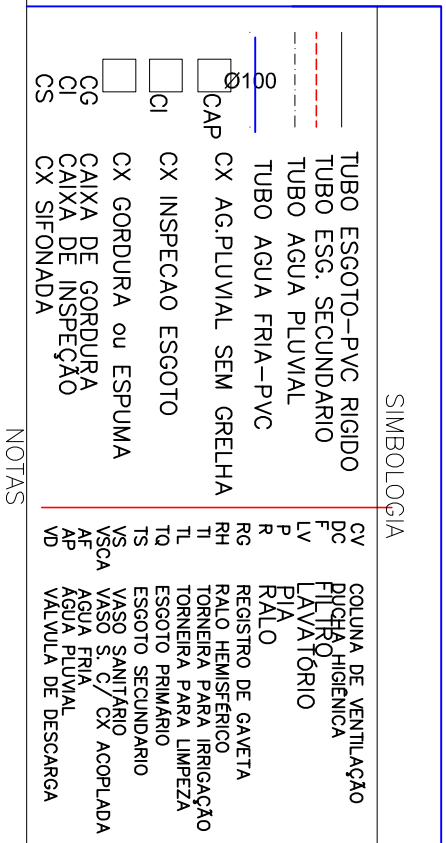 SIMBOLOGIA
TUBO ESGOTO-PVC RIGIDO
TUBO ESG. SECUNDARIO
TUBO AGUA PLUVIAL
Ø100 TUBO AGUA FRIA-PVC
CAP CX AG.PLUVIAL SEM GRELHA
CI CX INSPECAO ESGOTO
CX GORDURA ou ESPUMA
CG CAIXA DE GORDURA
CI CAIXA DE INSPEÇÃO
CS CX SIFONADA
CV COLUNA DE VENTILAÇÃO
DC DUCHA HIGIÊNICA
F FILTRO
LV LAVATÓRIO
P PIA
R RALO
RG REGISTRO DE GAVETA
RH RALO HEMISFÉRICO
TI TORNEIRA PARA IRRIGAÇÃO
TL TORNEIRA PARA LIMPEZA
TQ ESGOTO PRIMÁRIO
TS ESGOTO SECUNDARIO
VS VASO SANITÁRIO
VSCA VASO S. C/ CX ACOPLADA
AF AGUA FRIA
AP ÁGUA PLUVIAL
VD VÁLVULA DE DESCARGA
NOTAS